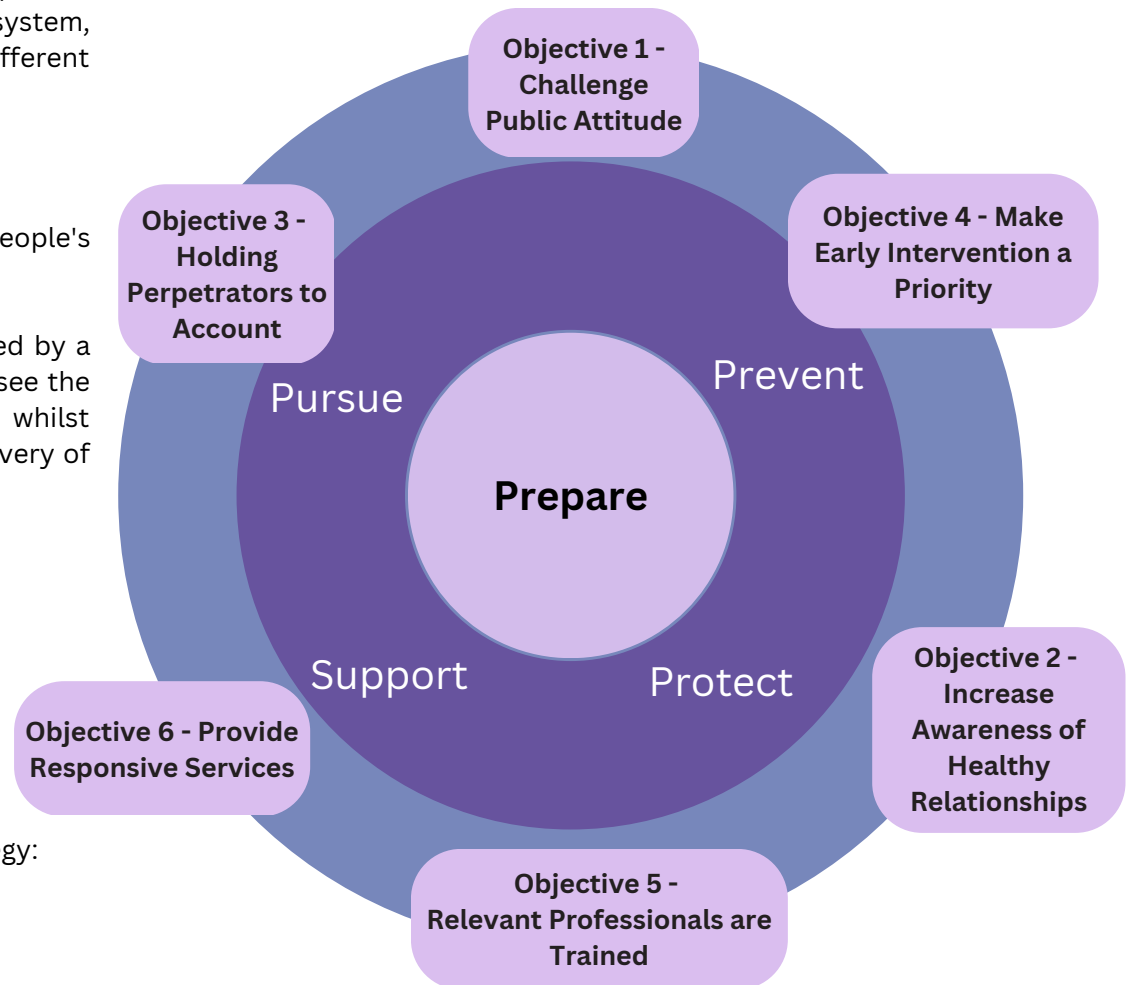 system,
fferent
eople's
ed by a
see the
whilst
very of
gy:
Objective 1 -
Challenge
Public Attitude
Objective 3 -
Holding
Perpetrators to
Account
Objective 4 - Make
Early Intervention a
Priority
Pursue
Prevent
Prepare
Support
Protect
Objective 2 -
Increase
Awareness of
Healthy
Relationships
Objective 6 - Provide
Responsive Services
Objective 5 -
Relevant Professionals are
Trained